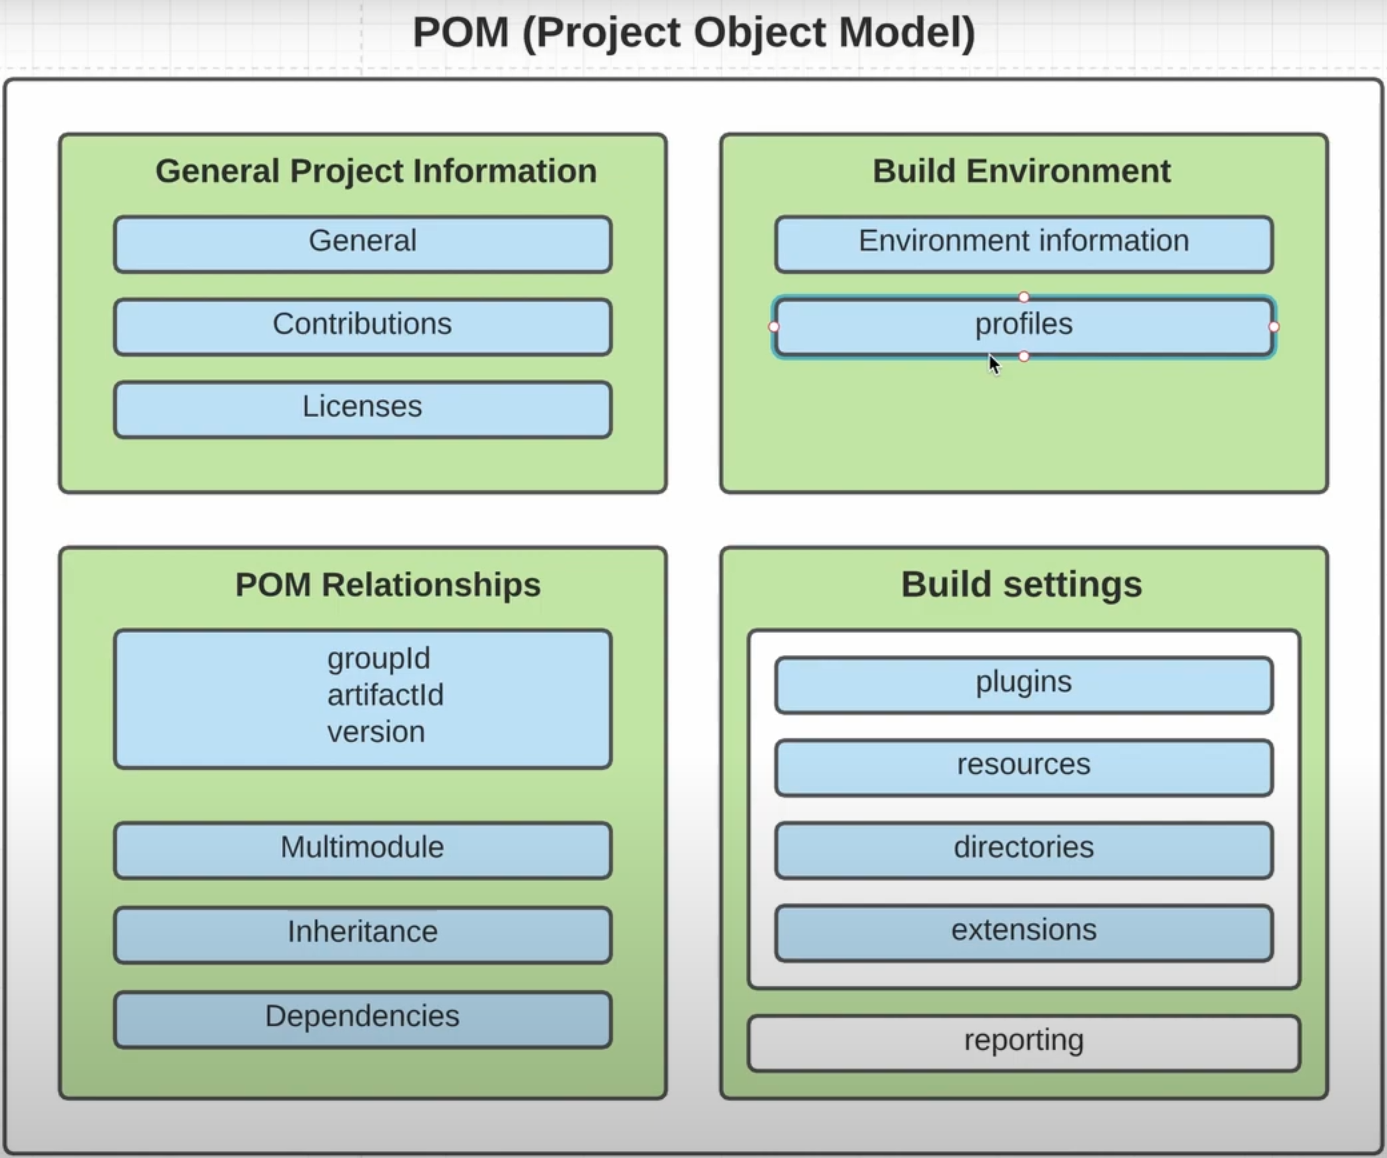 POM (Project Object Model)
General Project Information
General
Contributions
Licenses
Build Environment
Environment information
profiles
POM Relationships
groupId
artifactId
version
Multimodule
Inheritance
Dependencies
Build settings
plugins
resources
directories
extensions
reporting